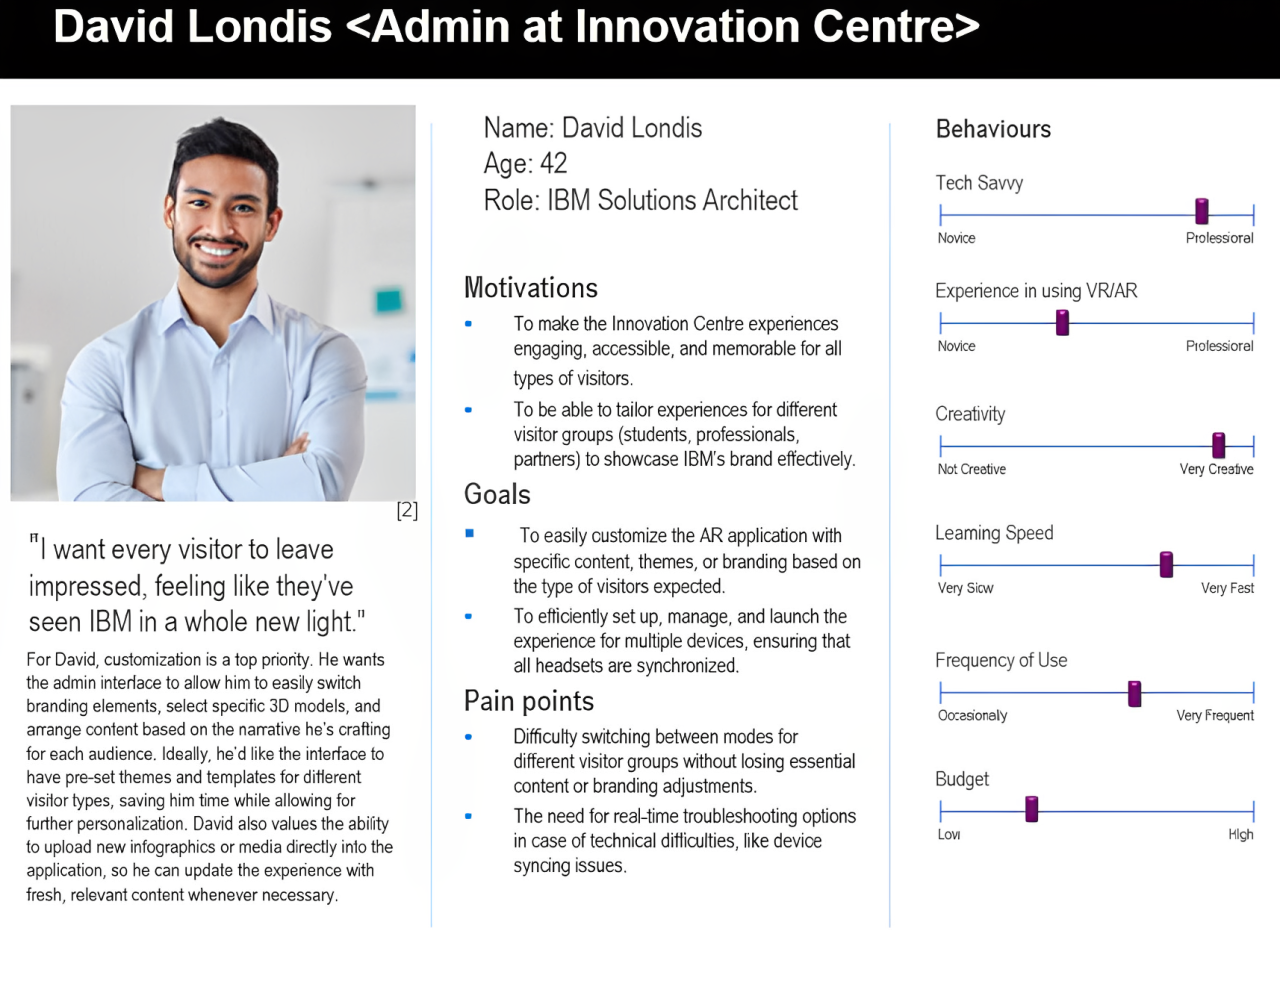 David Londis <Admin at Innovation Centre>
[2]
"I want every visitor to leave
impressed, feeling like they've
seen IBM in a whole new light."
For David, customization is a top priority. He wants
the admin interface to allow him to easily switch
branding elements, select specific 3D models, and
arrange content based on the narrative he's crafting
for each audience. Ideally, he'd like the interface to
have pre-set themes and templates for different
visitor types, saving him time while allowing for
further personalization. David also values the ability
to upload new infographics or media directly into the
application, so he can update the experience with
fresh, relevant content whenever necessary.
Name: David Londis
Age: 42
Role: IBM Solutions Architect
Motivations
To make the Innovation Centre experiences
engaging, accessible, and memorable for all
types of visitors.
To be able to tailor experiences for different
visitor groups (students, professionals,
partners) to showcase IBM's brand effectively.
Goals
To easily customize the AR application with
specific content, themes, or branding based on
the type of visitors expected.
To efficiently set up, manage, and launch the
experience for multiple devices, ensuring that
all headsets are synchronized.
Pain points
Difficulty switching between modes for
different visitor groups without losing essential
content or branding adjustments.
The need for real-time troubleshooting options
in case of technical difficulties, like device
syncing issues.
Behaviours
Tech Savvy
Novice Professional
Experience in using VR/AR
Novice Professional
Creativity
Not Creative Very Creative
Learning Speed
Very Slow Very Fast
Frequency of Use
Occasionally Very Frequent
Budget
Low High